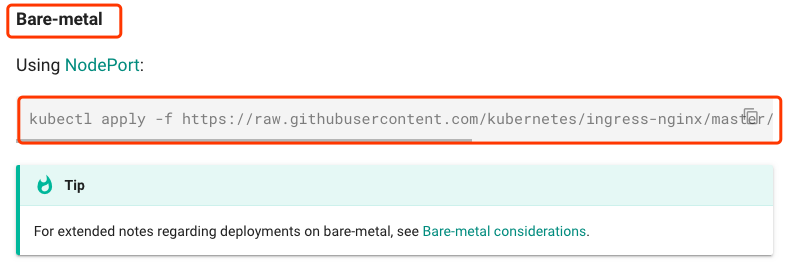 Bare-metal
Using NodePort:
kubectl apply -f https://raw.githubusercontent.com/kubernetes/ingress-nginx/master/
Tip
For extended notes regarding deployments on bare-metal, see Bare-metal considerations.